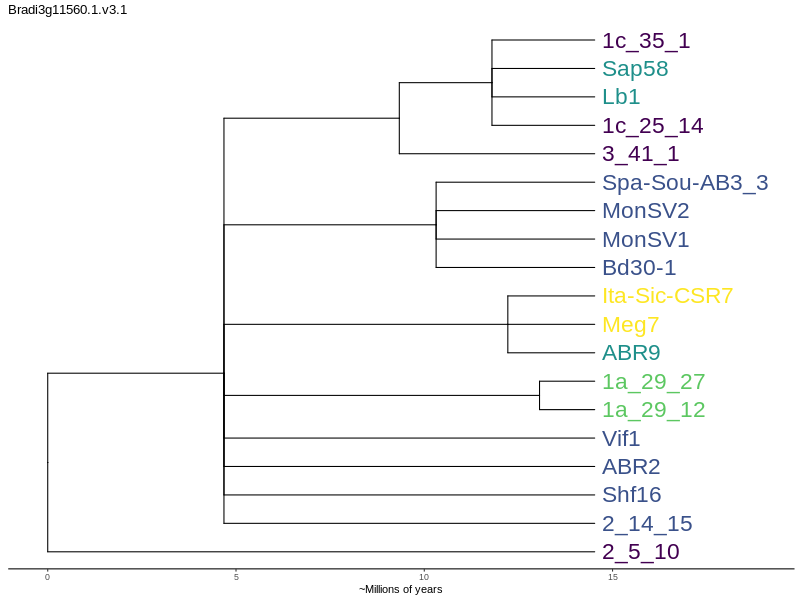 Bradi3g11560.1.v3.1
1c_35_1
Sap58
Lb1
1c_25_14
3_41_1
Spa-Sou-AB3_3
MonSV2
MonSV1
Bd30-1
Ita-Sic-CSR7
Meg7
ABR9
1a_29_27
1a_29_12
Vif1
ABR2
Shf16
2_14_15
2_5_10
0 5 10 15
~Millions of years